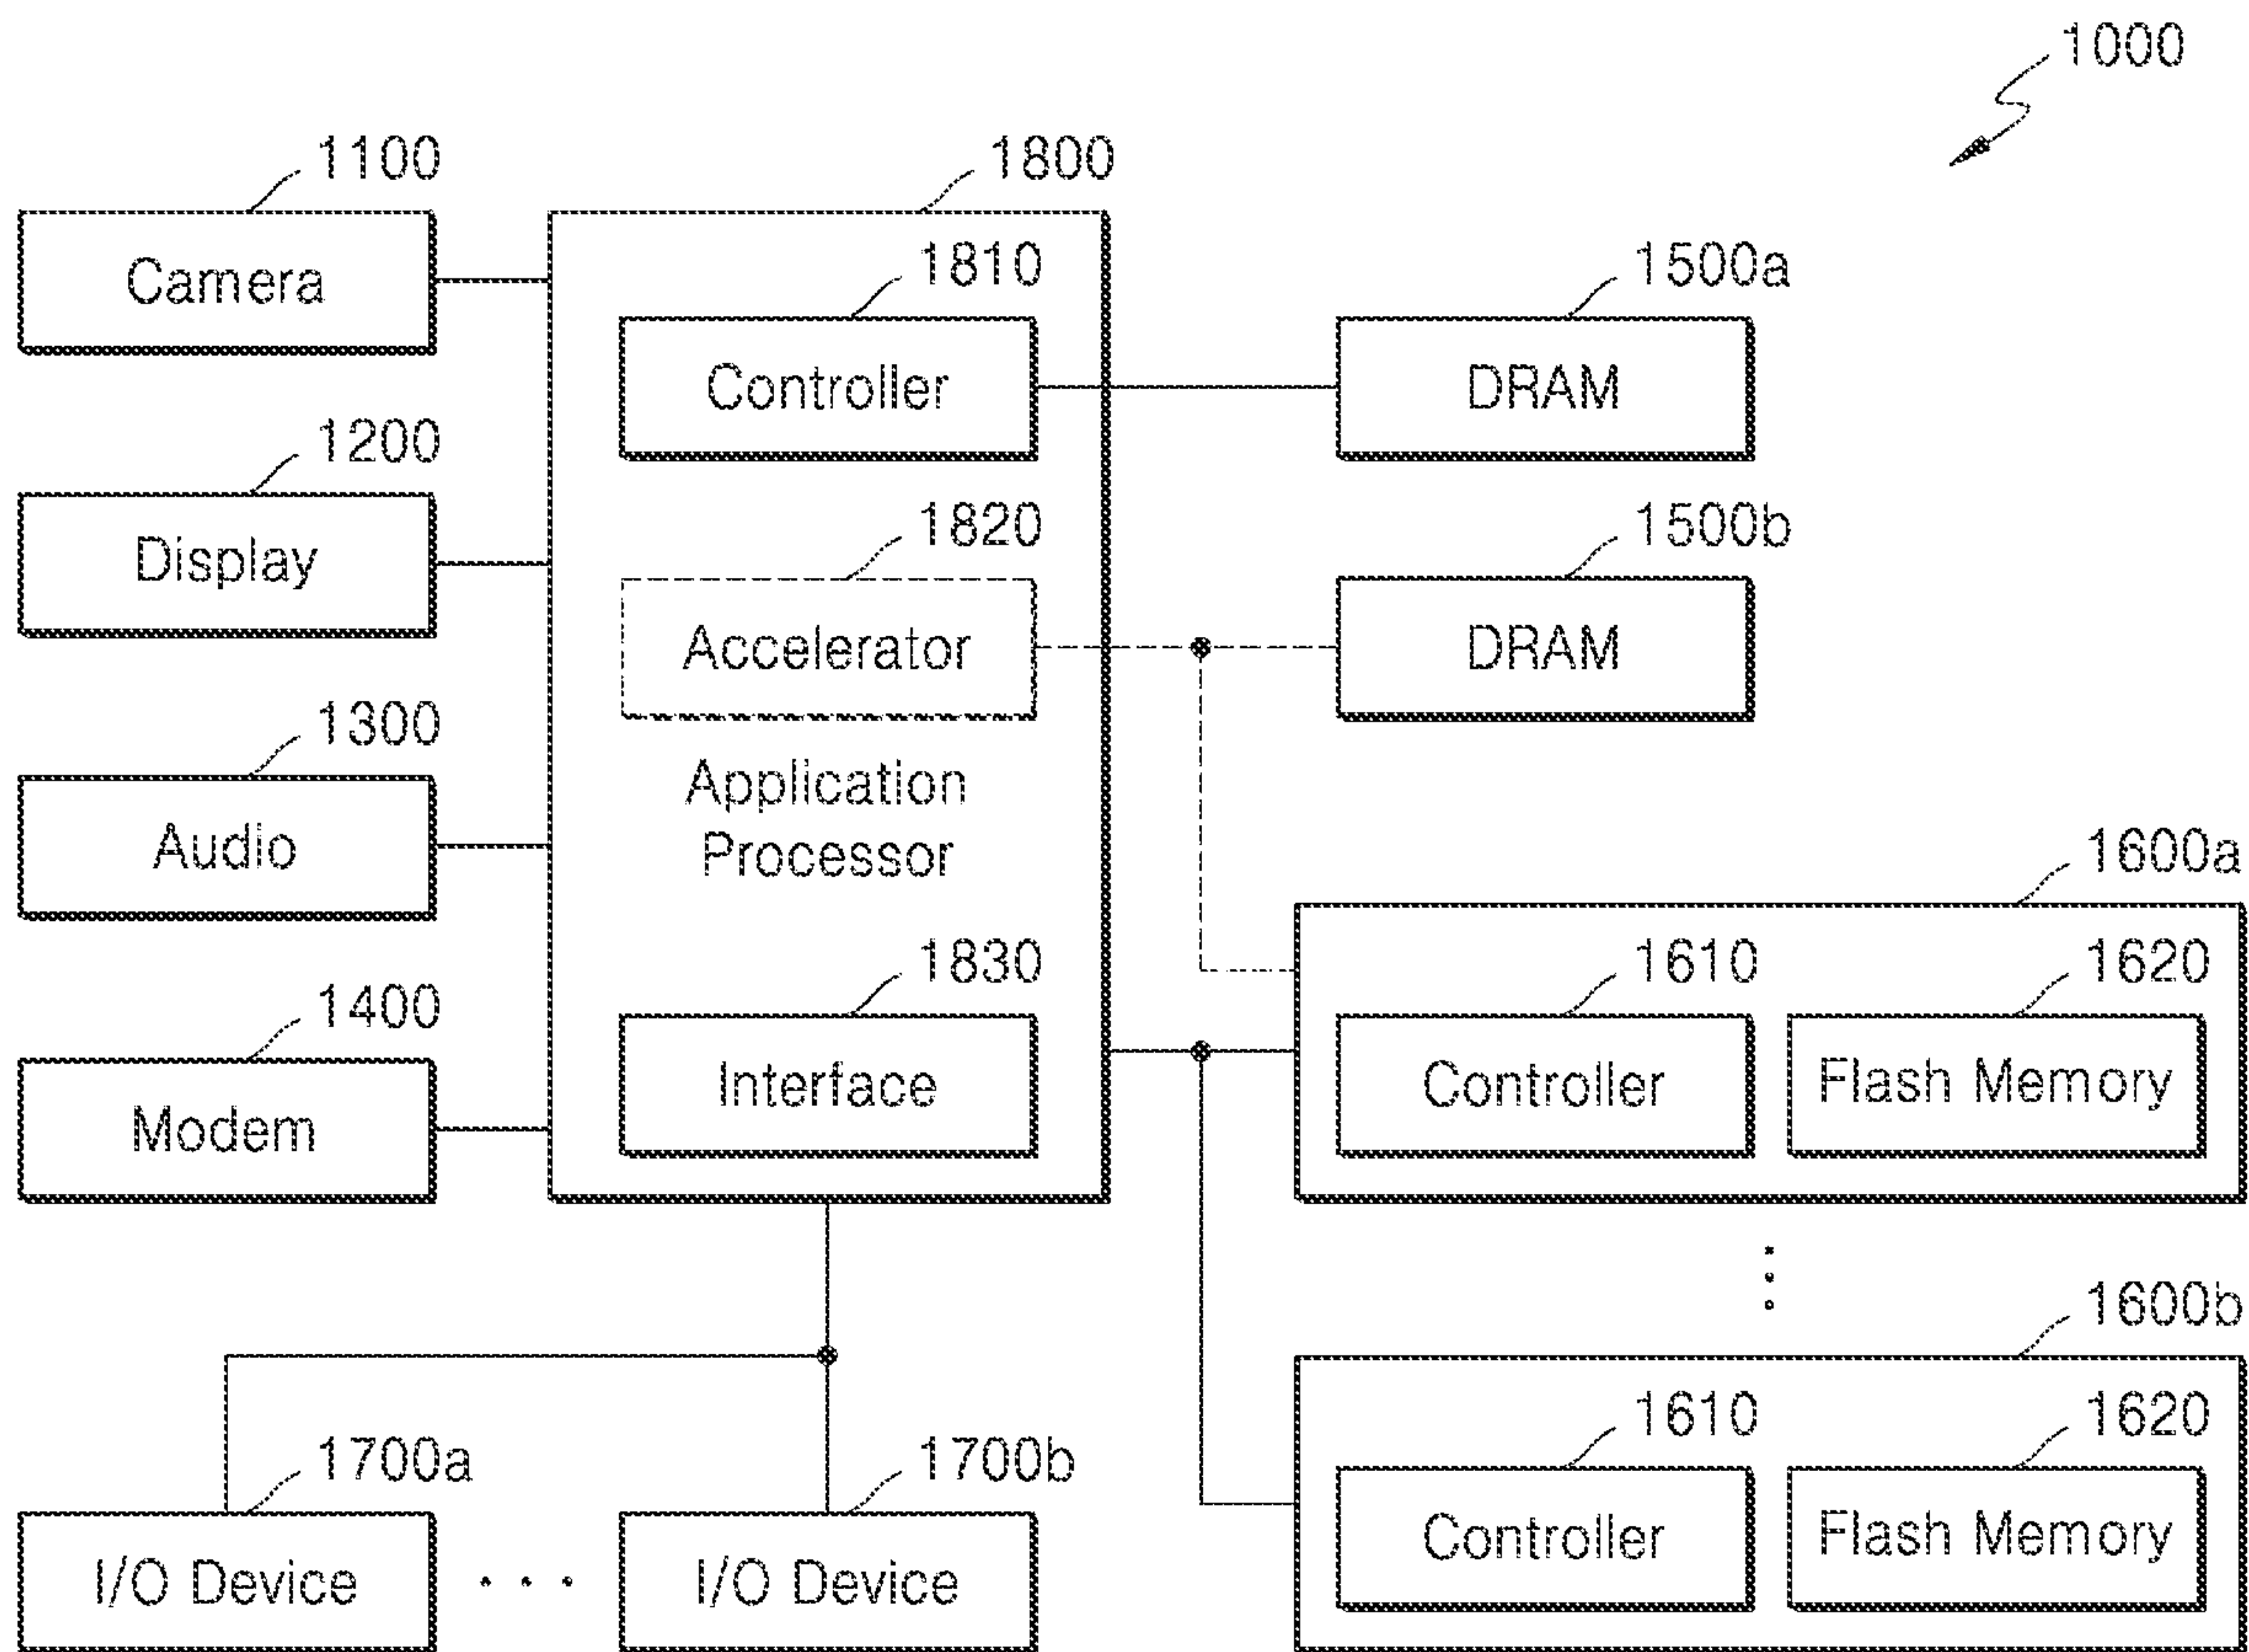 1000
1100
Camera
1200
Display
1300
Audio
1400
Modem
1800
1810
Controller
1820
Accelerator
Application
Processor
1830
Interface
1500a
DRAM
1500b
DRAM
1600a
1610
Controller
1620
Flash Memory
1600b
1610
Controller
1620
Flash Memory
1700a
I/O Device
. . .
1700b
I/O Device